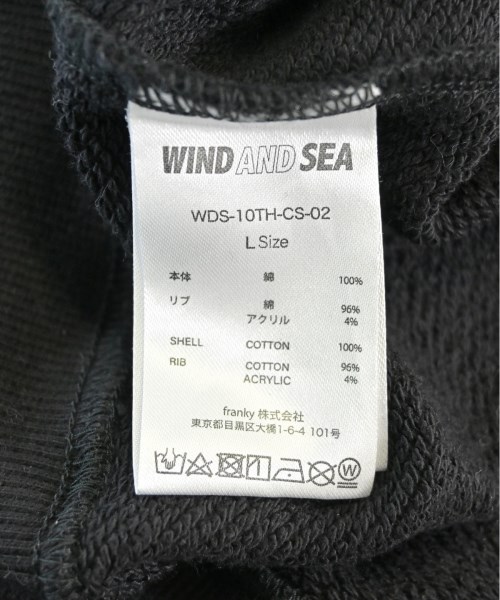 WIND AND SEA
WDS-10TH-CS-02
L Size
本体 綿 100%
リブ 綿 96%
アクリル 4%
SHELL COTTON 100%
RIB COTTON 96%
ACRYLIC 4%
franky 株式会社
東京都目黒区大橋1-6-4 101号
W